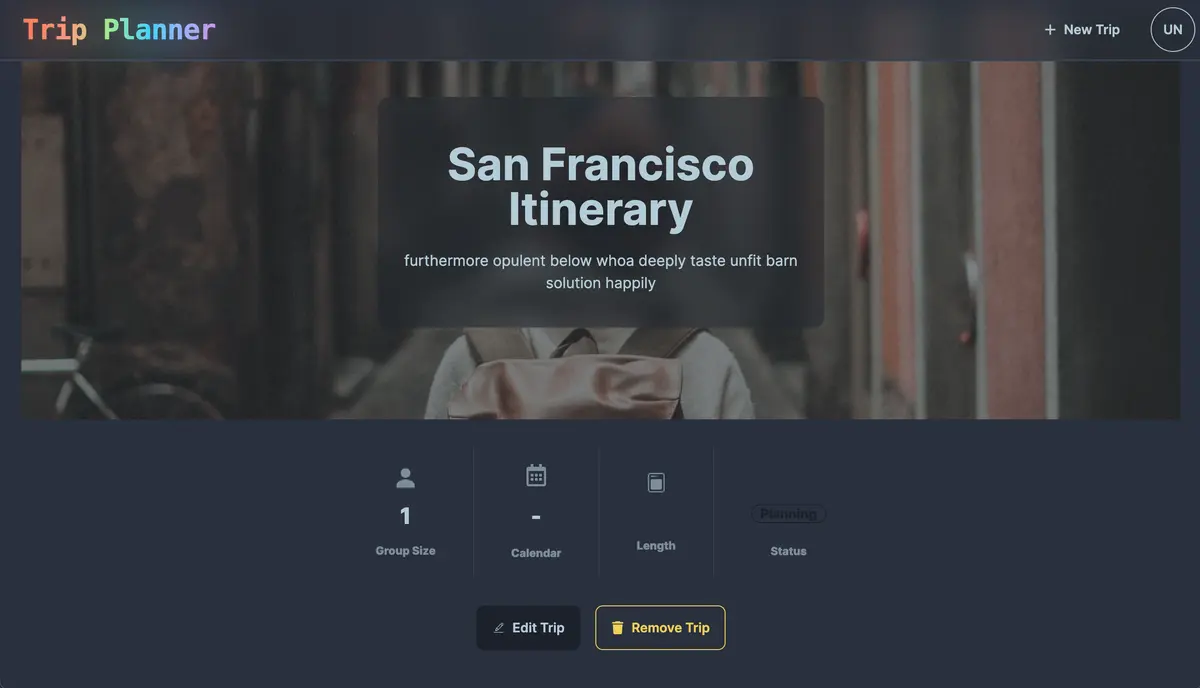 Trip Planner
+ New Trip
UN
San Francisco
Itinerary
furthermore opulent below whoa deeply taste unfit barn
solution happily
1
Group Size
-
Calendar
Length
Planning
Status
Edit Trip
Remove Trip